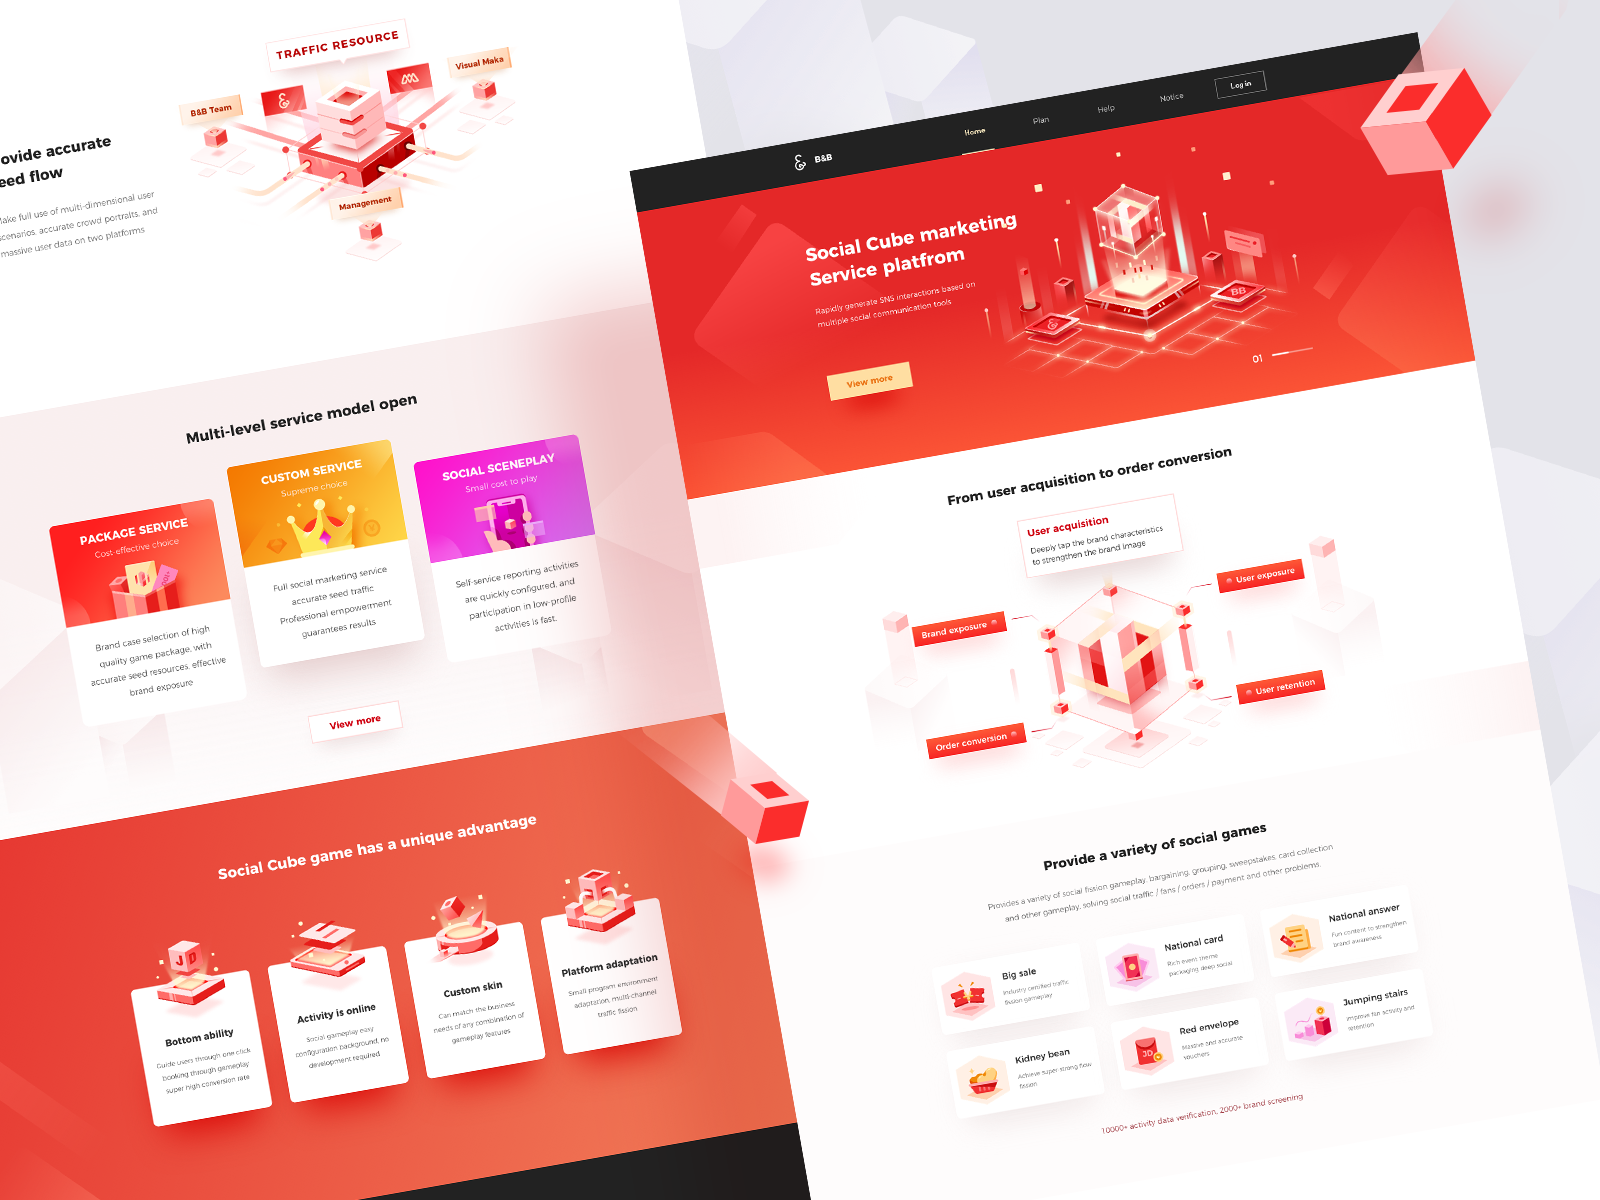 TRAFFIC RESOURCE
B&B Team
Visual Maka
Management
ovide accurate
eed flow
ake full use of multi-dimensional user
scenarios, accurate crowd portraits, and
massive user data on two platforms
Multi-level service model open
PACKAGE SERVICE
Cost-effective choice
Brand case selection of high
quality game package, with
accurate seed resources, effective
brand exposure
CUSTOM SERVICE
Supreme choice
Full social marketing service
accurate seed traffic
Professional empowerment
guarantees results
SOCIAL SCENEPLAY
Small cost to play
Self-service reporting activities
are quickly configured, and
participation in low-profile
activities is fast.
View more
Social Cube game has a unique advantage
JD
Bottom ability
Guide users through one click
booking through gameplay
super high conversion rate
Activity is online
Social gameplay easy
configuration background, no
development required
Custom skin
Can match the business
needs of any combination of
gameplay features
Platform adaptation
Small program environment
adaptation, multi-channel
traffic fission
B&B
Home
Plan
Help
Notice
Log in
Social Cube marketing
Service platfrom
Rapidly generate SNS interactions based on
multiple social communication tools
View more
BB
01
From user acquisition to order conversion
User acquisition
Deeply tap the brand characteristics
to strengthen the brand image
Brand exposure
User exposure
User retention
Order conversion
Provide a variety of social games
Provides a variety of social fission gameplay, bargaining, grouping, sweepstakes, card collection
and other gameplay, solving social traffic / fans / orders / payment and other problems.
Big sale
Industry certified traffic
fission gameplay
National card
Rich event theme
packaging deep social
National answer
Fun content to strengthen
brand awareness
Kidney bean
Achieve super-strong flow
fission
JD
Red envelope
Massive and accurate
vouchers
Jumping stairs
Improve fan activity and
retention.
10000+ activity data verification, 2000+ brand screening